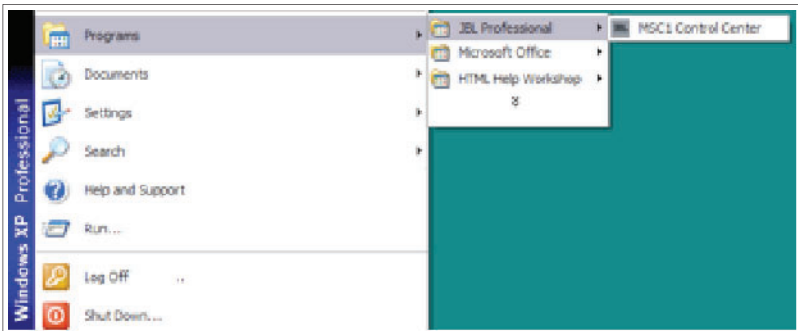 Windows XP Professional
Programs
Documents
Settings
Search
Help and Support
Run...
Log Off ..
Shut Down...
JBL Professional
Microsoft Office
HTML Help Workshop
MSC1 Control Center